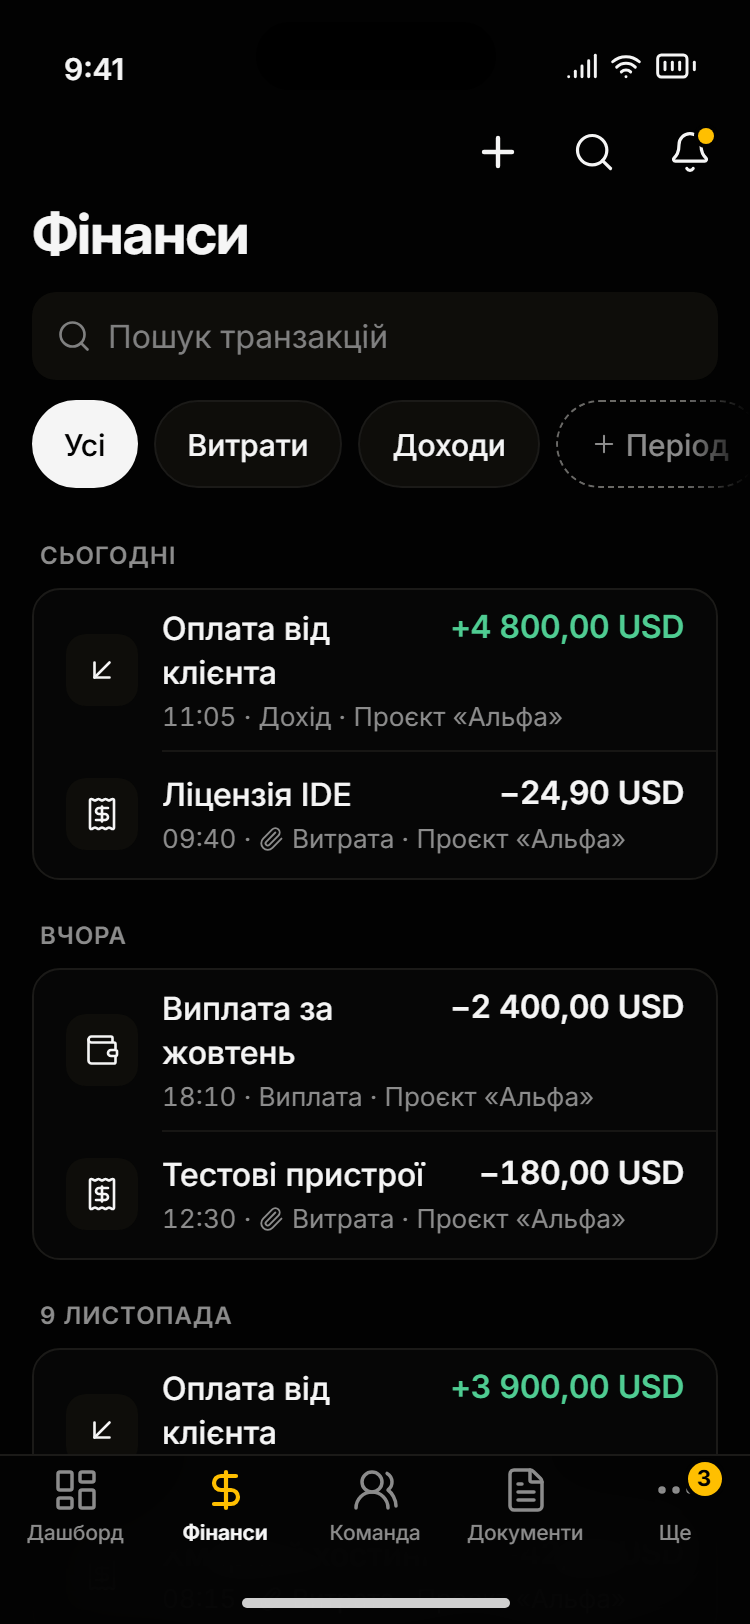 9:41
Фінанси
Пошук транзакцій
Усі
Витрати
Доходи
+ Період
СЬОГОДНІ
Оплата від клієнта
+4 800,00 USD
11:05 · Дохід · Проєкт «Альфа»
Ліцензія IDE
−24,90 USD
09:40 · Витрата · Проєкт «Альфа»
ВЧОРА
Виплата за жовтень
−2 400,00 USD
18:10 · Виплата · Проєкт «Альфа»
Тестові пристрої
−180,00 USD
12:30 · Витрата · Проєкт «Альфа»
9 ЛИСТОПАДА
Оплата від клієнта
+3 900,00 USD
Дашборд
Фінанси
Команда
Документи
3
Ще